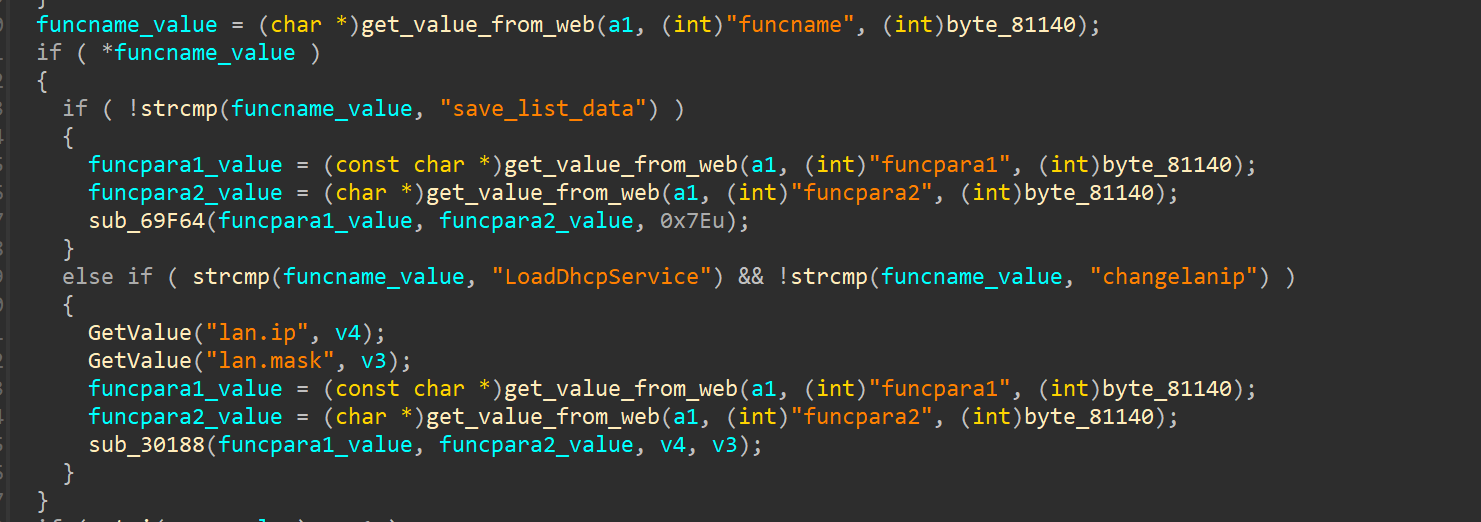 funcname_value = (char *)get_value_from_web(a1, (int)"funcname", (int)byte_81140);
if ( *funcname_value )
{
if ( !strcmp(funcname_value, "save_list_data") )
{
funcpara1_value = (const char *)get_value_from_web(a1, (int)"funcpara1", (int)byte_81140);
funcpara2_value = (char *)get_value_from_web(a1, (int)"funcpara2", (int)byte_81140);
sub_69F64(funcpara1_value, funcpara2_value, 0x7Eu);
}
else if ( strcmp(funcname_value, "LoadDhcpService") && !strcmp(funcname_value, "changelanip") )
{
GetValue("lan.ip", v4);
GetValue("lan.mask", v3);
funcpara1_value = (const char *)get_value_from_web(a1, (int)"funcpara1", (int)byte_81140);
funcpara2_value = (char *)get_value_from_web(a1, (int)"funcpara2", (int)byte_81140);
sub_30188(funcpara1_value, funcpara2_value, v4, v3);
}
}